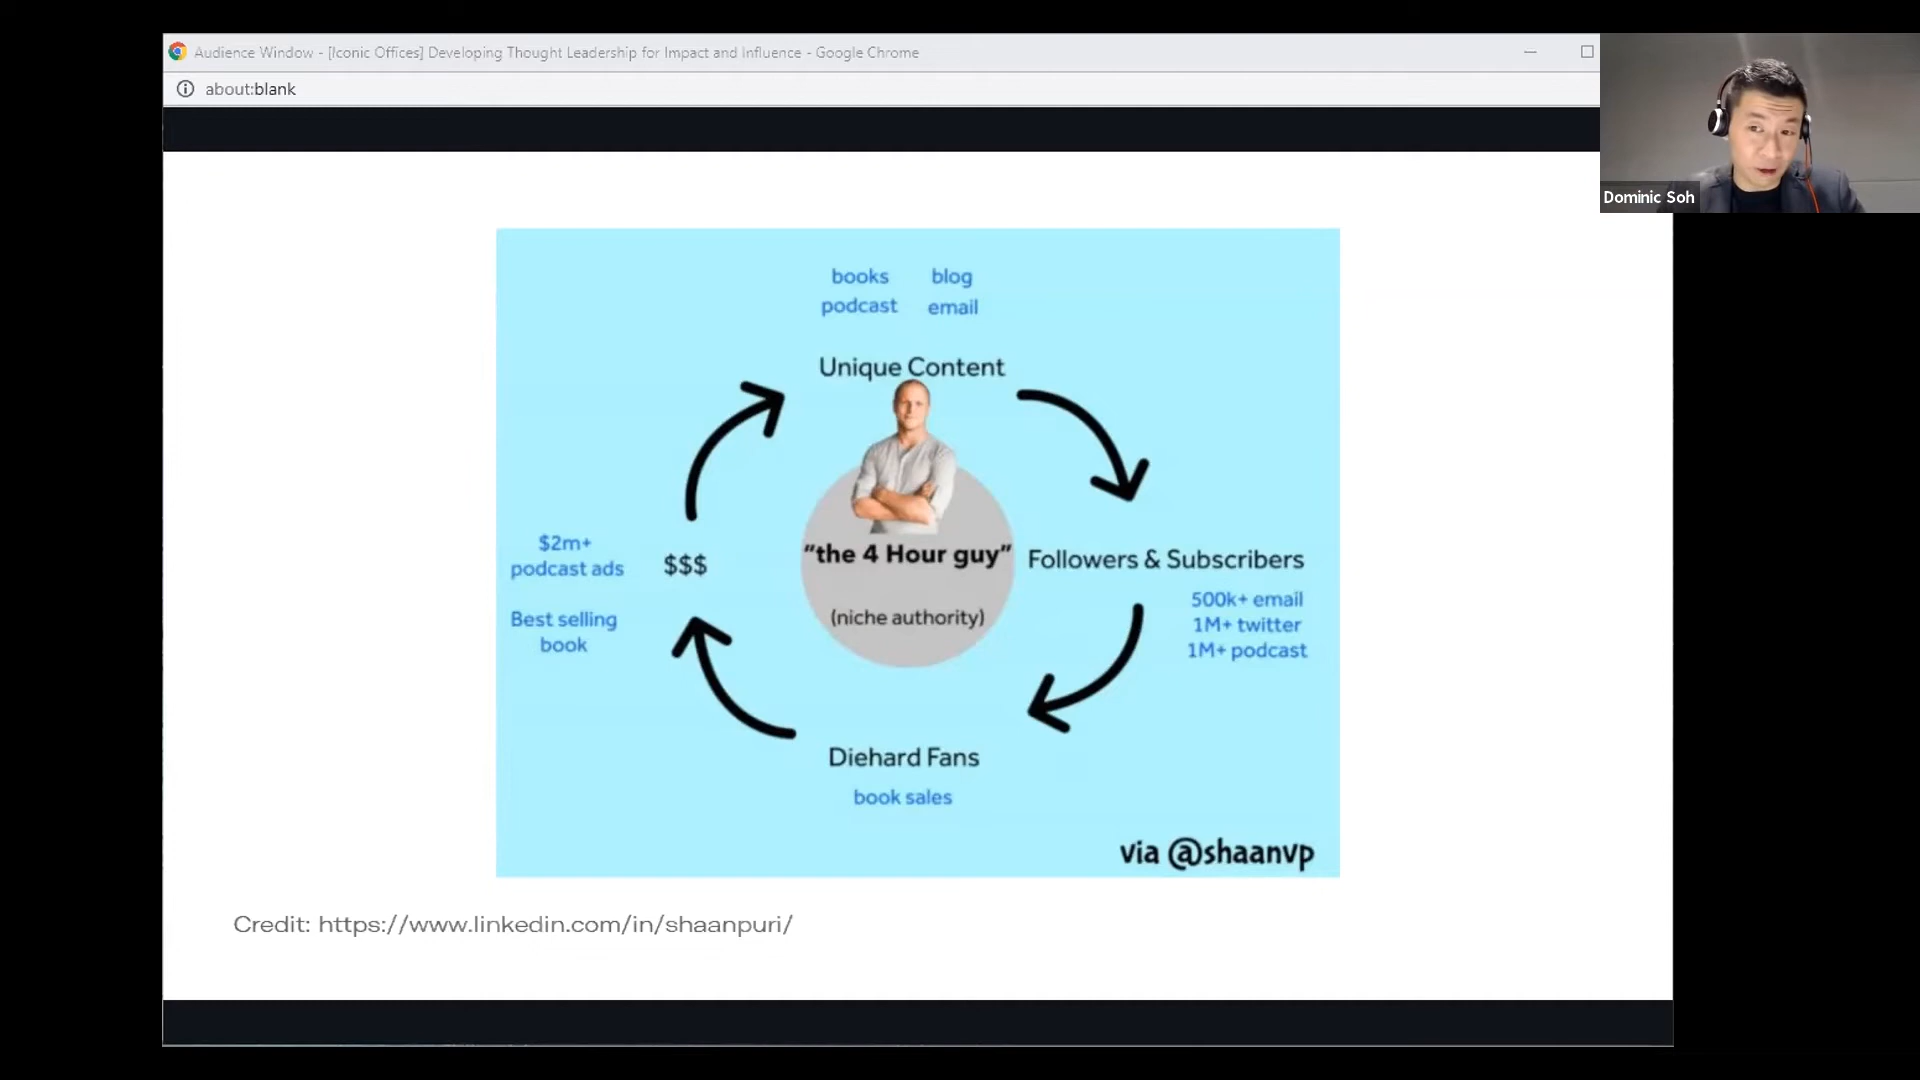 Audience Window - [Iconic Offices] Developing Thought Leadership for Impact and Influence - Google Chrome
about:blank
Dominic Soh
books blog
podcast email
Unique Content
"the 4 Hour guy"
(niche authority)
Followers & Subscribers
500k+ email
1M+ twitter
1M+ podcast
Diehard Fans
book sales
$$$
$2m+
podcast ads
Best selling
book
via @shaanvp
Credit: https://www.linkedin.com/in/shaanpuri/